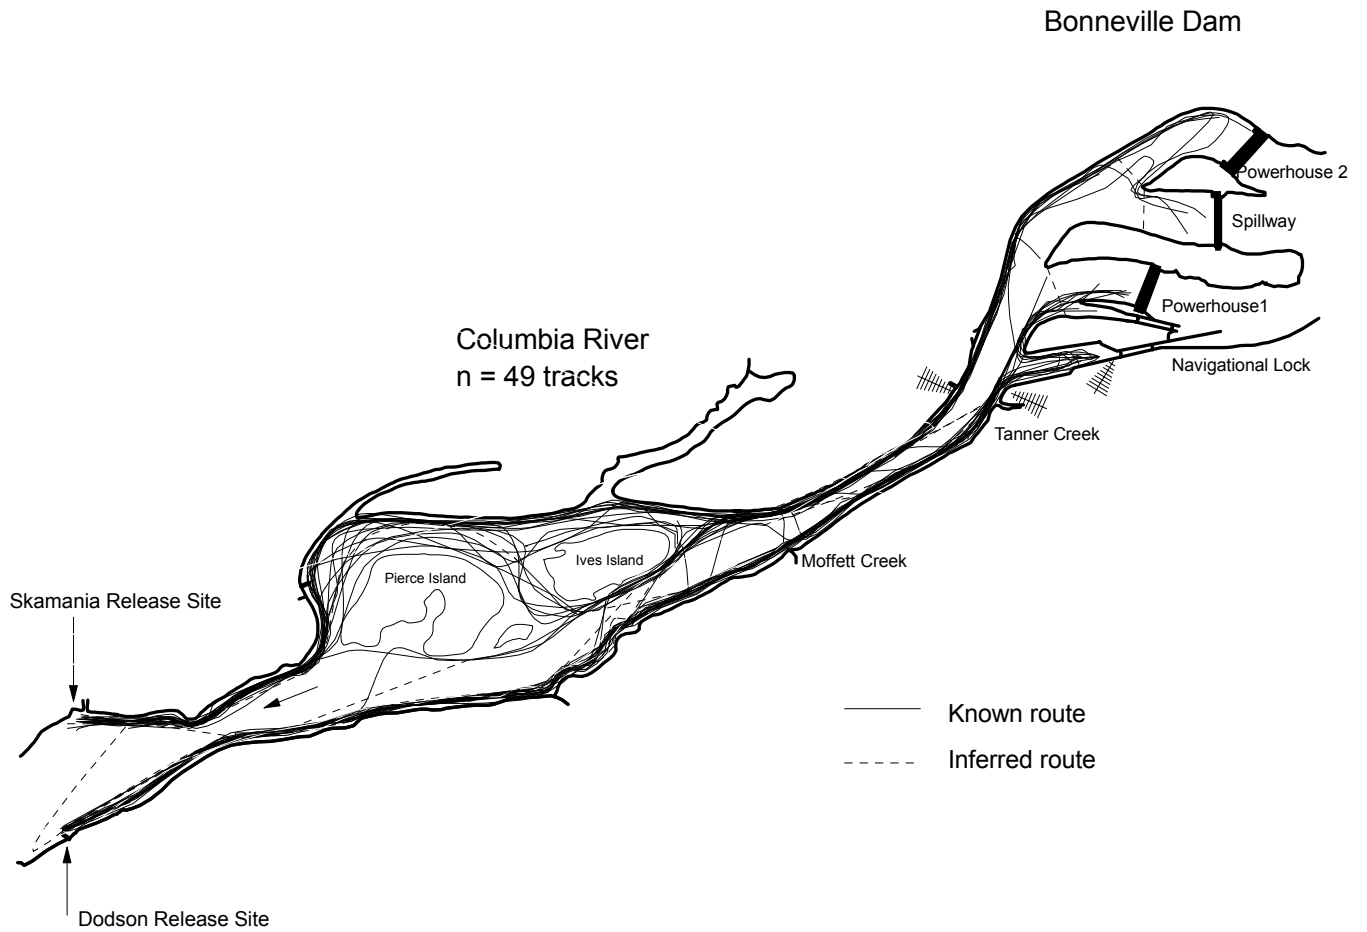 Bonneville Dam
Powerhouse 2
Spillway
Powerhouse1
Columbia River
n = 49 tracks
Navigational Lock
Tanner Creek
Ives Island
Moffett Creek
Pierce Island
Skamania Release Site
Known route
Inferred route
Dodson Release Site